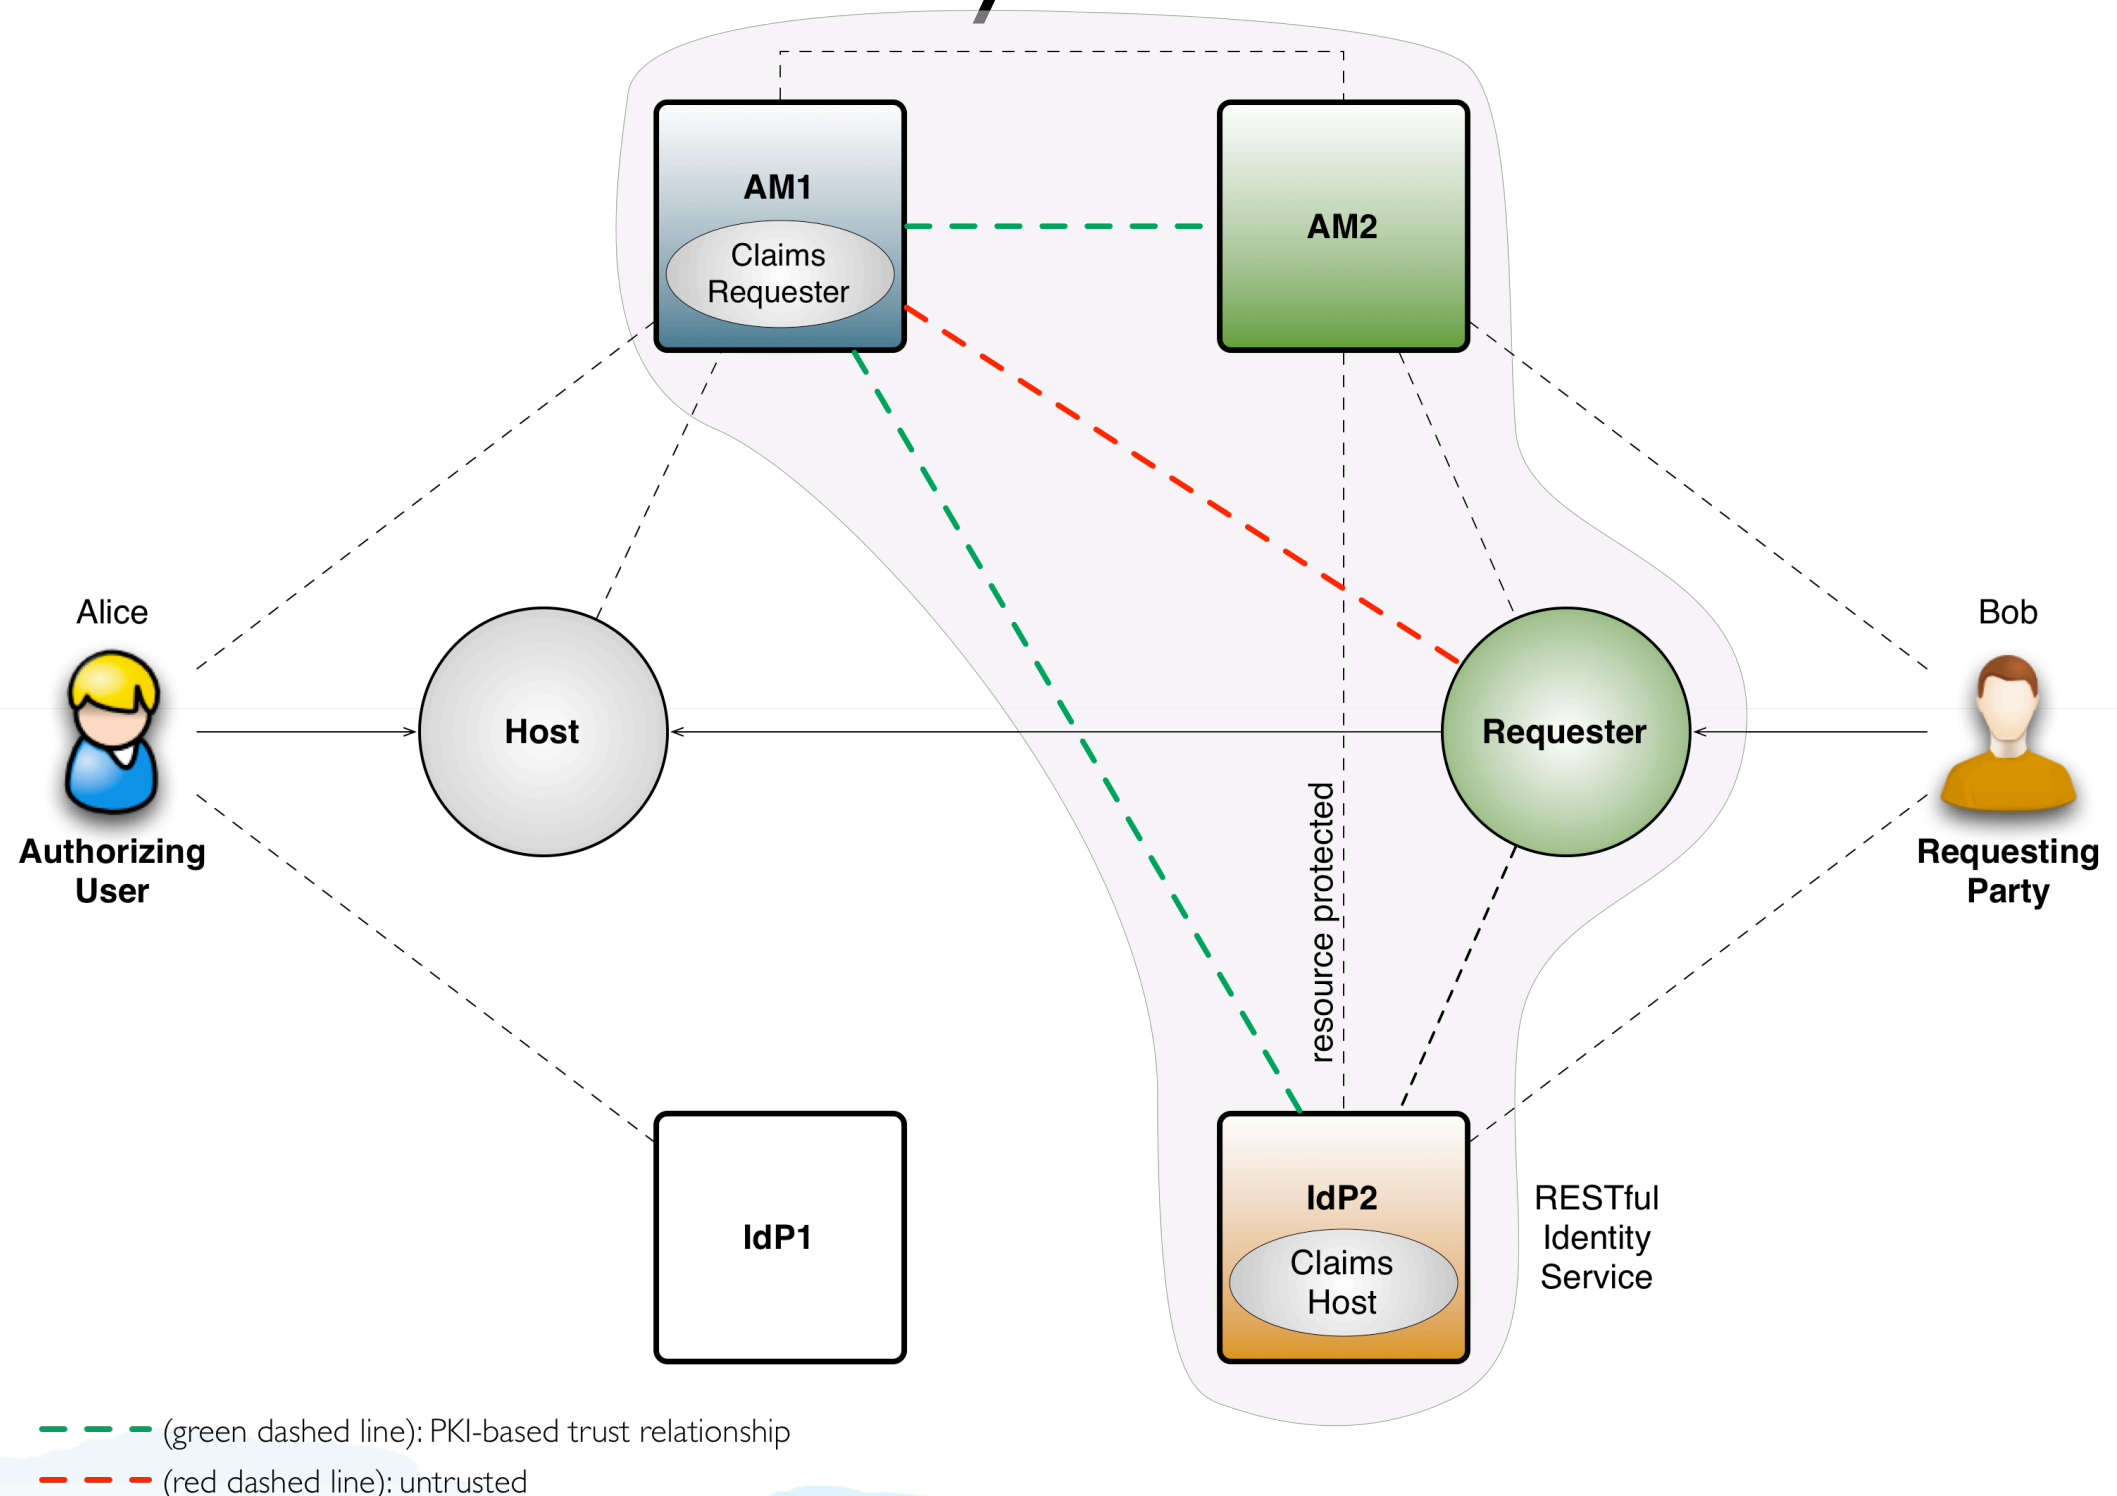 AM1
Claims
Requester
AM2
Alice
Authorizing
User
Host
Requester
Bob
Requesting
Party
resource protected
IdP1
IdP2
Claims
Host
RESTful
Identity
Service
(green dashed line): PKI-based trust relationship
(red dashed line): untrusted